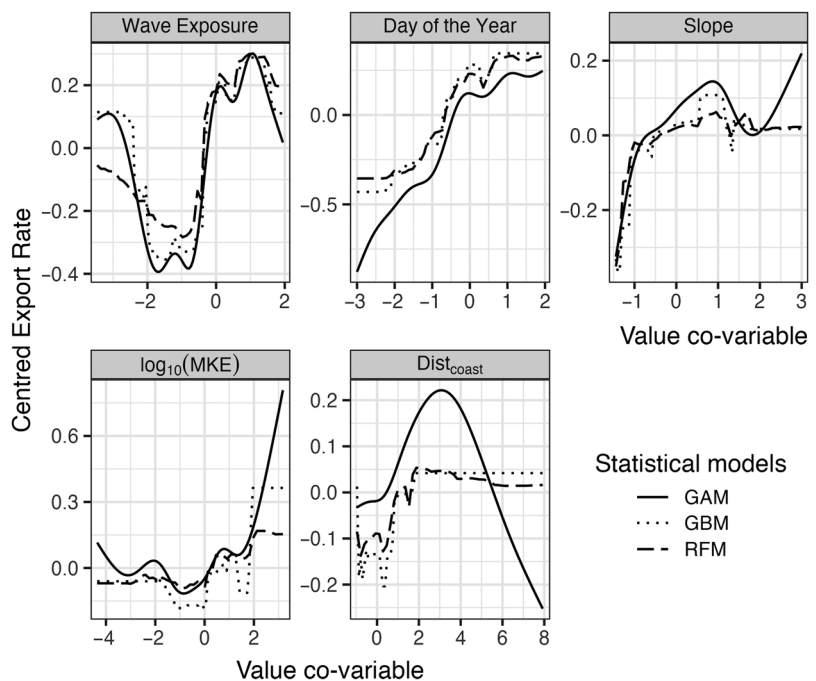 Wave Exposure
Day of the Year
Slope
0.2
0.0
−0.2
−0.4
−2 0 2
0.0
−0.5
−3 −2 −1 0 1 2
0.2
0.0
−0.2
−1 0 1 2 3
Value co-variable
Centred Export Rate
log10(MKE)
Distcoast
0.6
0.3
0.0
−4 −2 0 2
0.2
0.1
0.0
−0.1
−0.2
0 2 4 6 8
Value co-variable
Statistical models
GAM
GBM
RFM